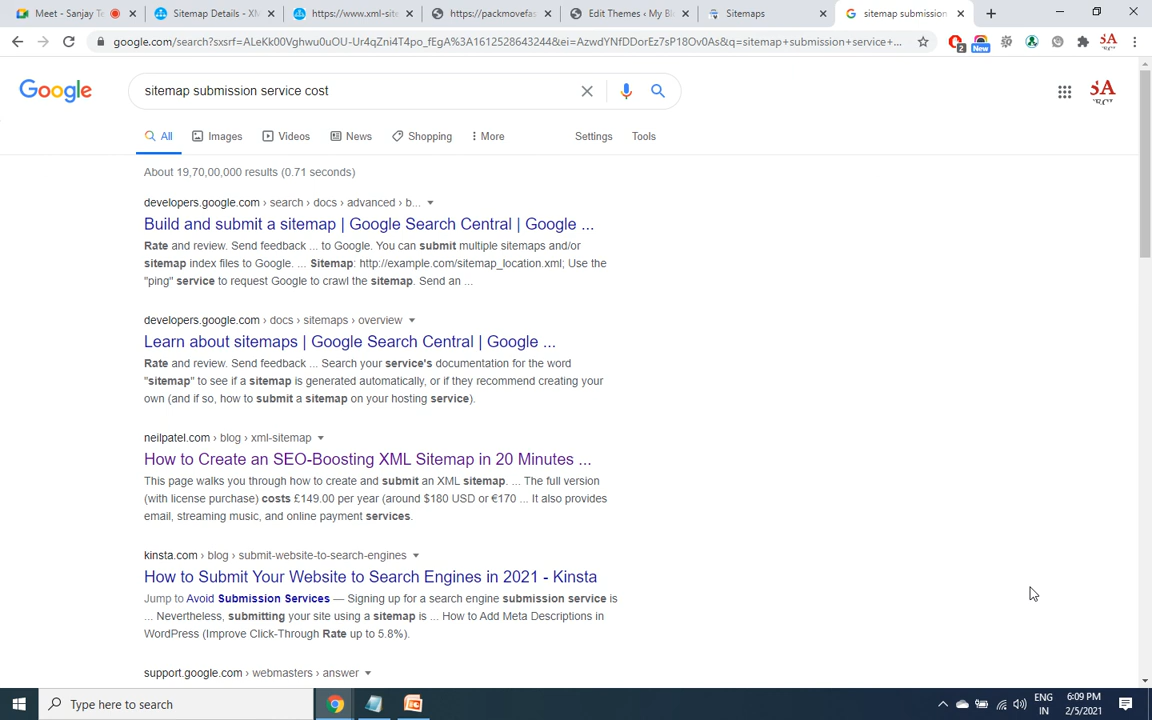 Meet - Sanjay Te
Sitemap Details - XM
https://www.xml-site
https://packmovefas
Edit Themes ‹ My Bl
Sitemaps
sitemap submission
google.com/search?sxsrf=ALeKk00Vghwu0uOU-Ur4qZni4T4po_fEgA%3A1612528643244&ei=AzwdYNfDDorEz7sP18Ov0As&q=sitemap+submission+service+...
2
New
Google
sitemap submission service cost
SA
All
Images
Videos
News
Shopping
More
Settings
Tools
About 19,70,00,000 results (0.71 seconds)
developers.google.com › search › docs › advanced › b...
Build and submit a sitemap | Google Search Central | Google ...
Rate and review. Send feedback ... to Google. You can submit multiple sitemaps and/or
sitemap index files to Google. ... Sitemap: http://example.com/sitemap_location.xml; Use the
"ping" service to request Google to crawl the sitemap. Send an ...
developers.google.com › docs › sitemaps › overview
Learn about sitemaps | Google Search Central | Google ...
Rate and review. Send feedback ... Search your service's documentation for the word
"sitemap" to see if a sitemap is generated automatically, or if they recommend creating your
own (and if so, how to submit a sitemap on your hosting service).
neilpatel.com › blog › xml-sitemap
How to Create an SEO-Boosting XML Sitemap in 20 Minutes ...
This page walks you through how to create and submit an XML sitemap. ... The full version
(with license purchase) costs £149.00 per year (around $180 USD or €170 ... It also provides
email, streaming music, and online payment services.
kinsta.com › blog › submit-website-to-search-engines
How to Submit Your Website to Search Engines in 2021 - Kinsta
Jump to Avoid Submission Services — Signing up for a search engine submission service is
... Nevertheless, submitting your site using a sitemap is ... How to Add Meta Descriptions in
WordPress (Improve Click-Through Rate up to 5.8%).
support.google.com › webmasters › answer
Type here to search
ENG
IN
6:09 PM
2/5/2021